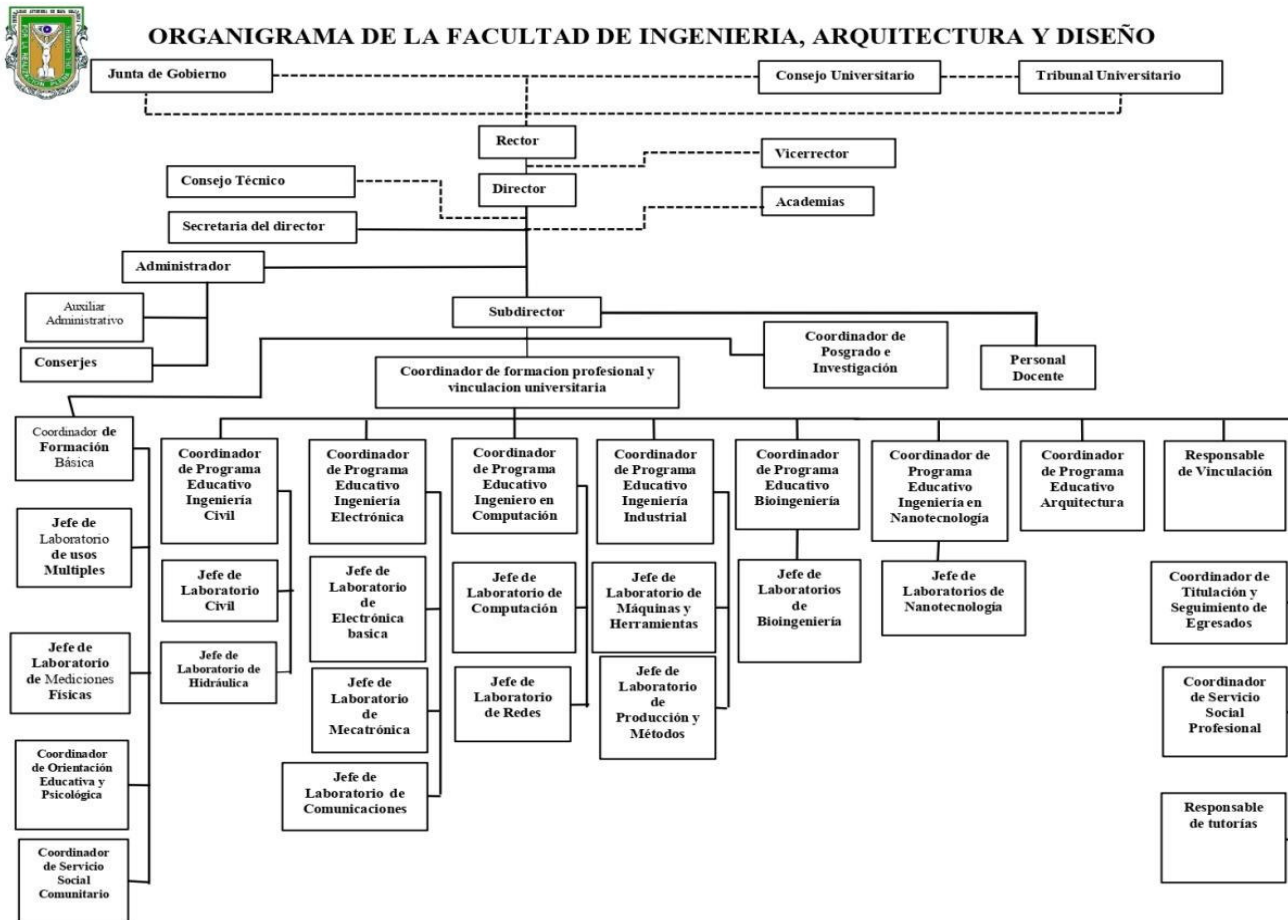 POR LA REALIZACION PLENA DEL HOMBRE
ORGANIGRAMA DE LA FACULTAD DE INGENIERIA, ARQUITECTURA Y DISEÑO
Junta de Gobierno
Consejo Universitario
Tribunal Universitario
Rector
Vicerrector
Consejo Técnico
Director
Academias
Secretaria del director
Administrador
Auxiliar
Administrativo
Conserjes
Subdirector
Coordinador de
Posgrado e
Investigación
Personal
Docente
Coordinador de formacion profesional y
vinculacion universitaria
Coordinador de
Formación
Básica
Coordinador
de Programa
Educativo
Ingeniería
Civil
Coordinador
de Programa
Educativo
Ingeniería
Electrónica
Coordinador
de Programa
Educativo
Ingeniero en
Computación
Coordinador
de Programa
Educativo
Ingeniería
Industrial
Coordinador
de Programa
Educativo
Bioingeniería
Coordinador de
Programa
Educativo
Ingeniería en
Nanotecnología
Coordinador
de Programa
Educativo
Arquitectura
Responsable
de Vinculación
Jefe de
Laboratorio
de usos
Multiples
Jefe de
Laboratorio
Civil
Jefe de
Laboratorio
de
Electrónica
basica
Jefe de
Laboratorio de
Computación
Jefe de
Laboratorio de
Máquinas y
Herramientas
Jefe de
Laboratorios
de
Bioingeniería
Jefe de
Laboratorios de
Nanotecnología
Coordinador de
Titulación y
Seguimiento de
Egresados
Jefe de
Laboratorio
de Mediciones
Físicas
Jefe de
Laboratorio de
Hidráulica
Jefe de
Laboratorio
de
Mecatrónica
Jefe de
Laboratorio
de Redes
Jefe de
Laboratorio
de
Producción y
Métodos
Coordinador
de Servicio
Social
Profesional
Coordinador
de Orientación
Educativa y
Psicológica
Jefe de
Laboratorio de
Comunicaciones
Responsable
de tutorías
Coordinador
de Servicio
Social
Comunitario